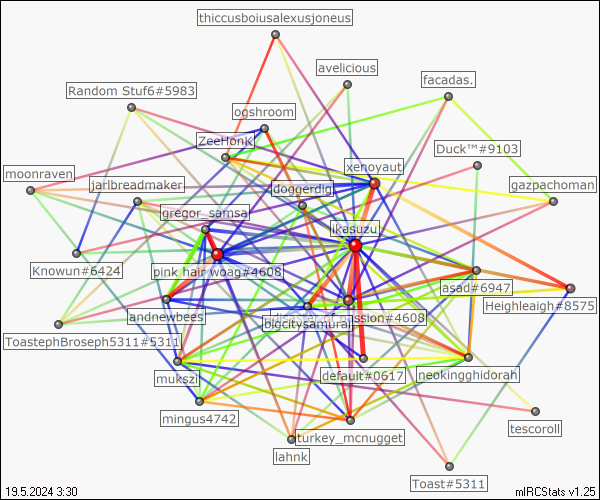 thiccusboiusalexusjoneus
avelicious
facadas.
Random Stuf6#5983
ogshroom
ZeeHonK
Duck™#9103
xenoyaut
moonraven
jarlbreadmaker
doggerdig
gazpachoman
gregor_samsa
ikasuzu
Knowun#6424
pink hair woag#4608
asad#6947
Heighleaigh#8575
andnewbees
of passion#4608
bigcitysamurai
ToastephBroseph5311#5311
mukszi
default#0617
neokingghidorah
mingus4742
turkey_mcnugget
tescoroll
lahnk
Toast#5311
19.5.2024 3:30
mIRCStats v1.25